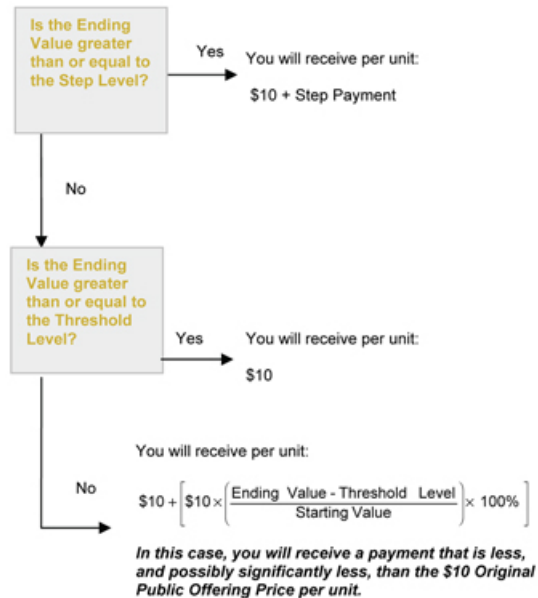 Is the Ending
Value greater
than or equal to
the Step Level?
Yes
You will receive per unit:
$10 + Step Payment
No
Is the Ending
Value greater
than or equal to
the Threshold
Level?
Yes
You will receive per unit:
$10
You will receive per unit:
No
$10 + [$10 × (Ending Value - Threshold Level / Starting Value) × 100%]
In this case, you will receive a payment that is less,
and possibly significantly less, than the $10 Original
Public Offering Price per unit.